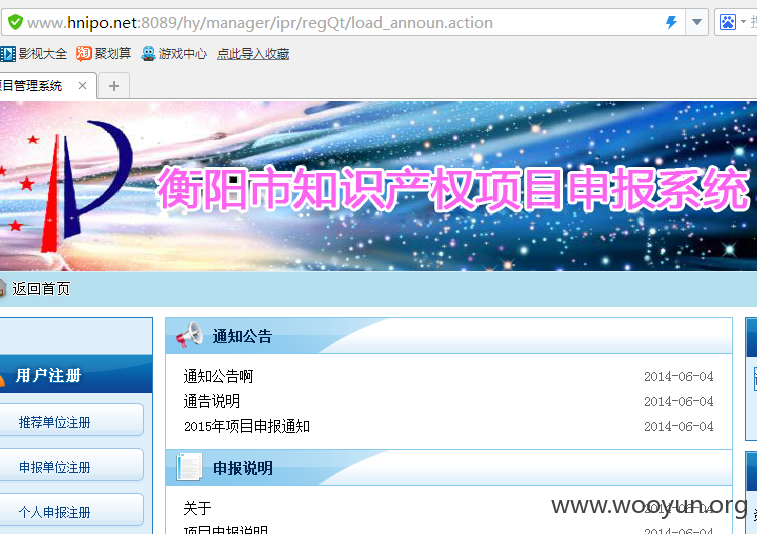 www.hnipo.net:8089/hy/manager/ipr/regQt/load_announ.action
影视大全 淘 聚划算 游戏中心 点此导入收藏
项目管理系统
衡阳市知识产权项目申报系统
返回首页
用户注册
推荐单位注册
申报单位注册
个人申报注册
通知公告
通知公告啊 2014-06-04
通告说明 2014-06-04
2015年项目申报通知 2014-06-04
申报说明
关于 2014-06-04
项目申报说明 2014-06-04
www.wooyun.org